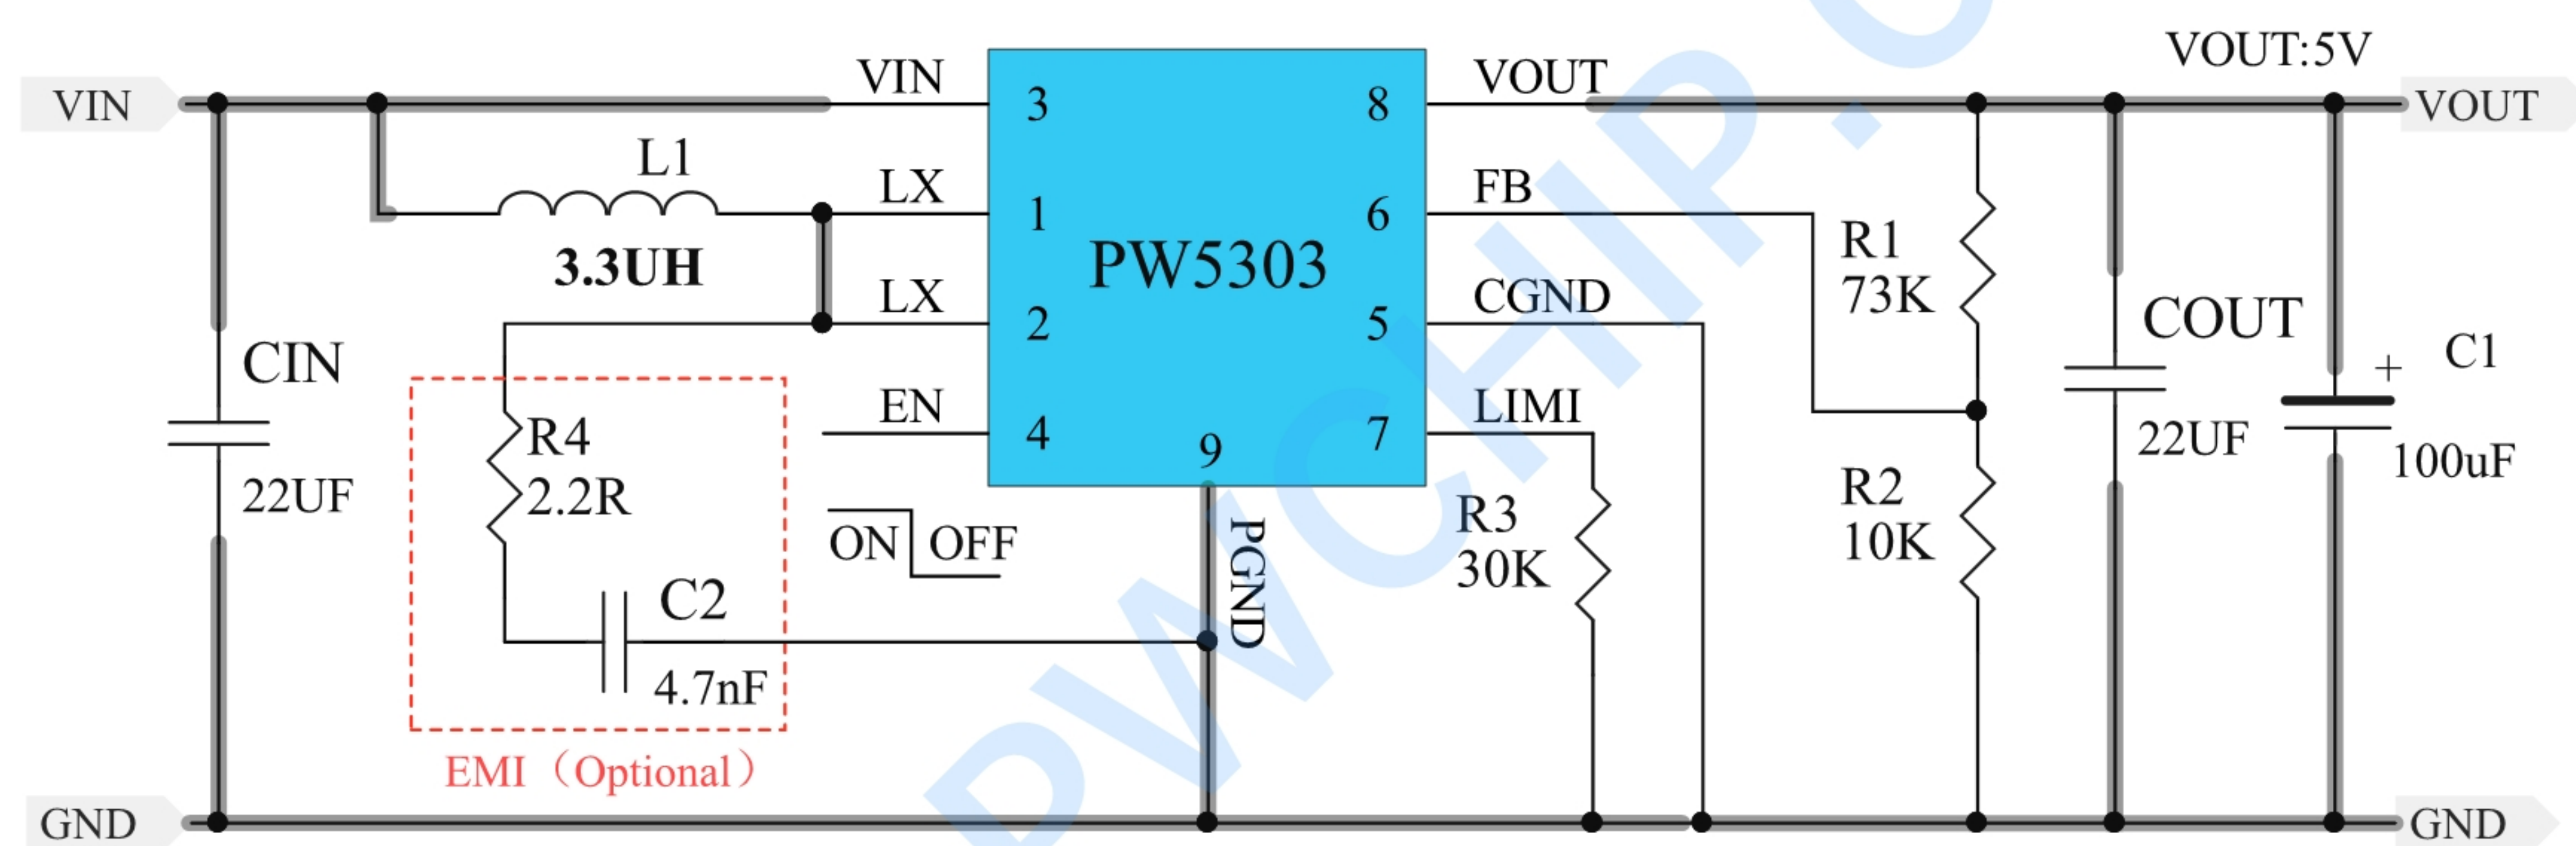 VOUT:5V
VIN
VIN
3
8
VOUT
VOUT
L1
LX
1
6
FB
R1
73K
3.3UH
PW5303
LX
2
5
CGND
COUT
22UF
C1
+
100uF
CIN
22UF
EN
4
9
7
LIMI
R4
2.2R
ON
OFF
PGND
R3
30K
R2
10K
C2
4.7nF
EMI（Optional）
GND
GND
PWCHIP.C